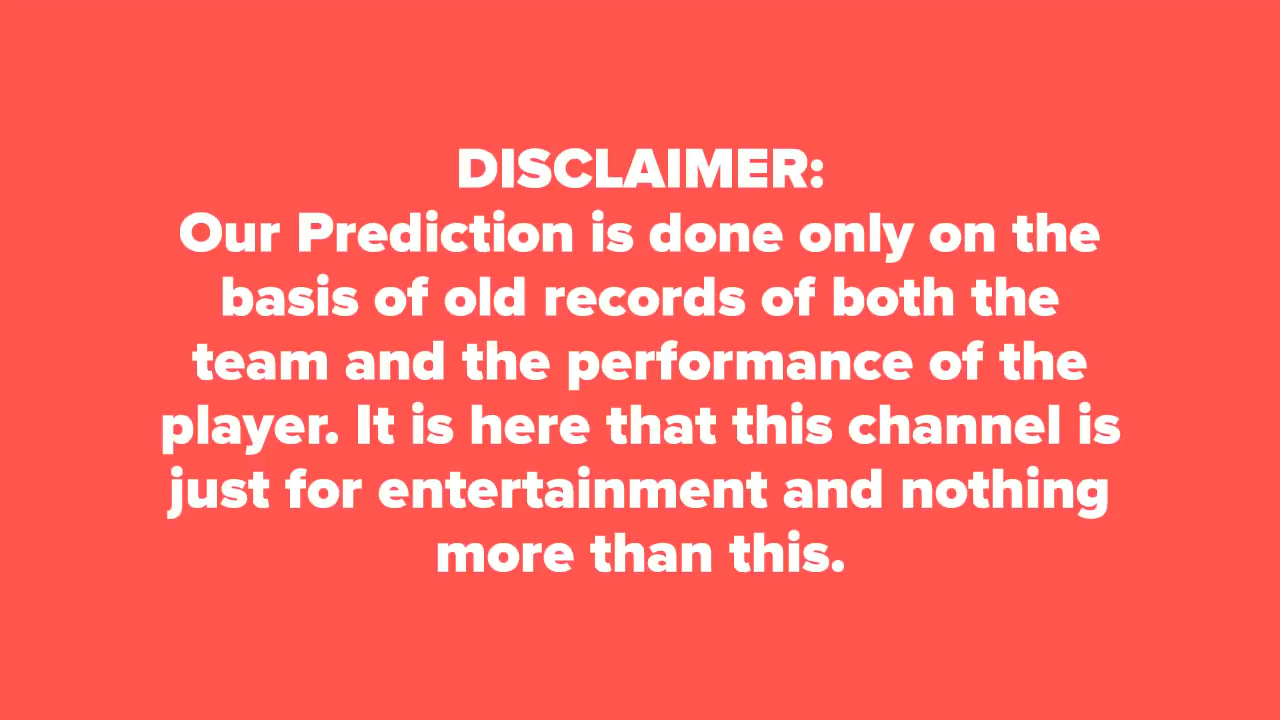 DISCLAIMER:
Our Prediction is done only on the
basis of old records of both the
team and the performance of the
player. It is here that this channel is
just for entertainment and nothing
more than this.